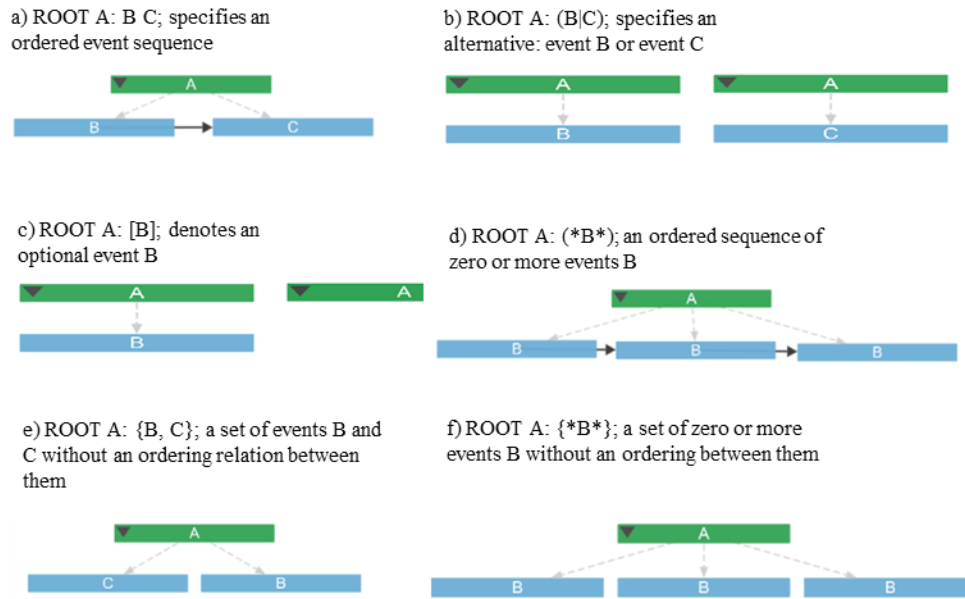 a) ROOT A: B C; specifies an
ordered event sequence
A
B
C
b) ROOT A: (B|C); specifies an
alternative: event B or event C
A
A
B
C
c) ROOT A: [B]; denotes an
optional event B
A
A
B
d) ROOT A: (*B*); an ordered sequence of
zero or more events B
A
B
B
B
e) ROOT A: {B, C}; a set of events B and
C without an ordering relation between
them
A
C
B
f) ROOT A: {*B*}; a set of zero or more
events B without an ordering between them
A
B
B
B